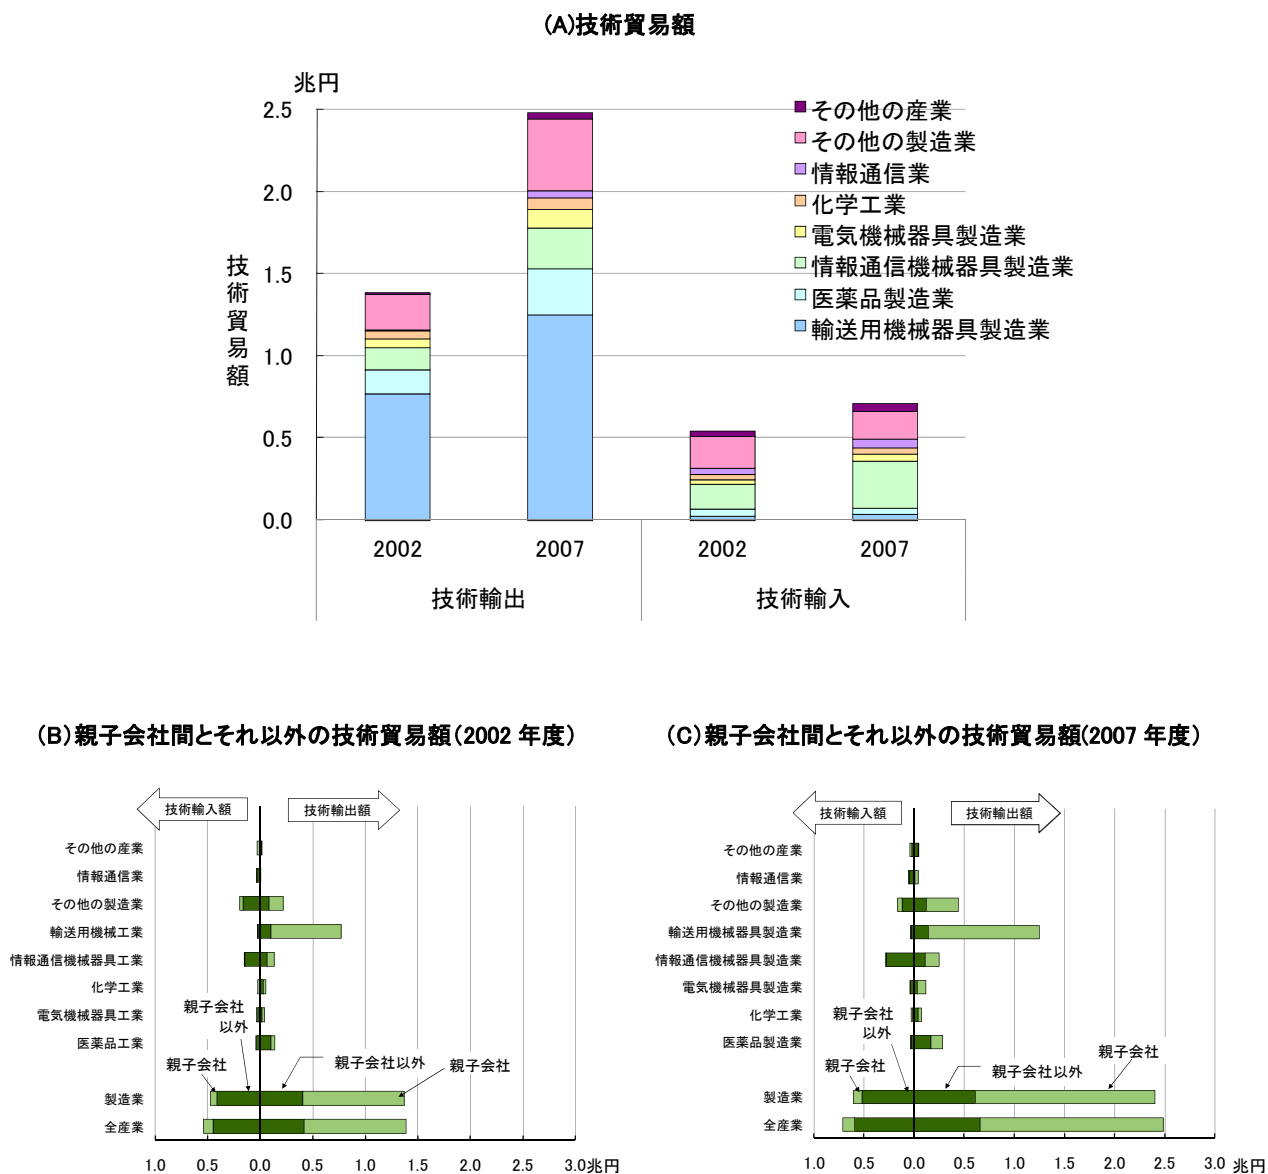 (A)技術貿易額
兆円
2.5
2.0
1.5
1.0
0.5
0.0
技術貿易額
その他の産業
その他の製造業
情報通信業
化学工業
電気機械器具製造業
情報通信機械器具製造業
医薬品製造業
輸送用機械器具製造業
2002 2007 2002 2007
技術輸出 技術輸入
(B)親子会社間とそれ以外の技術貿易額(2002 年度)
技術輸入額 技術輸出額
その他の産業
情報通信業
その他の製造業
輸送用機械工業
情報通信機械器具工業
化学工業
電気機械器具工業
医薬品工業
製造業
全産業
親子会社
以外
親子会社
親子会社以外
親子会社
1.0 0.5 0.0 0.5 1.0 1.5 2.0 2.5 3.0兆円
(C)親子会社間とそれ以外の技術貿易額(2007 年度)
技術輸入額 技術輸出額
その他の産業
情報通信業
その他の製造業
輸送用機械器具製造業
情報通信機械器具製造業
電気機械器具製造業
化学工業
医薬品製造業
製造業
全産業
親子会社
以外
親子会社
親子会社以外
親子会社
1.0 0.5 0.0 0.5 1.0 1.5 2.0 2.5 3.0 兆円